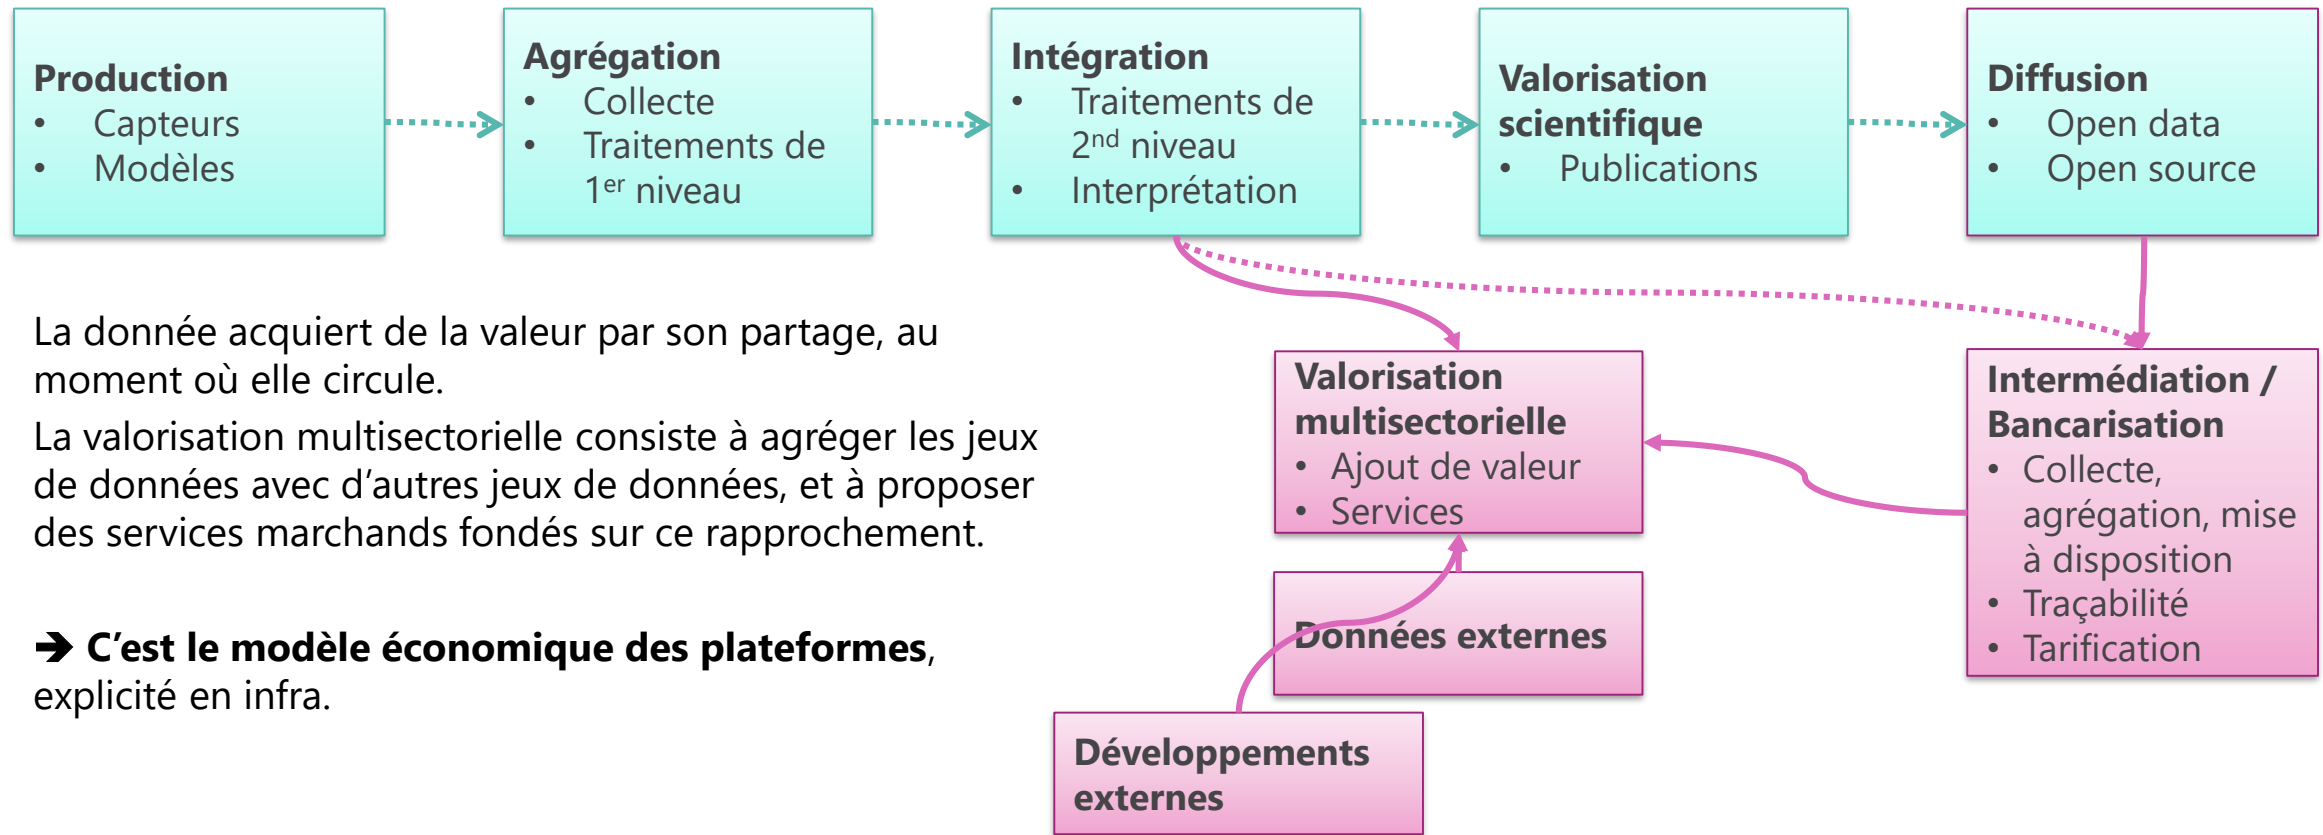 Production
• Capteurs
• Modèles
Agrégation
• Collecte
• Traitements de
1er niveau
Intégration
• Traitements de
2nd niveau
• Interprétation
Valorisation
scientifique
• Publications
Diffusion
• Open data
• Open source
La donnée acquiert de la valeur par son partage, au
moment où elle circule.
La valorisation multisectorielle consiste à agréger les jeux
de données avec d’autres jeux de données, et à proposer
des services marchands fondés sur ce rapprochement.
➔ C’est le modèle économique des plateformes,
explicité en infra.
Valorisation
multisectorielle
• Ajout de valeur
• Services
Intermédiation /
Bancarisation
• Collecte,
agrégation, mise
à disposition
• Traçabilité
• Tarification
Données externes
Développements
externes